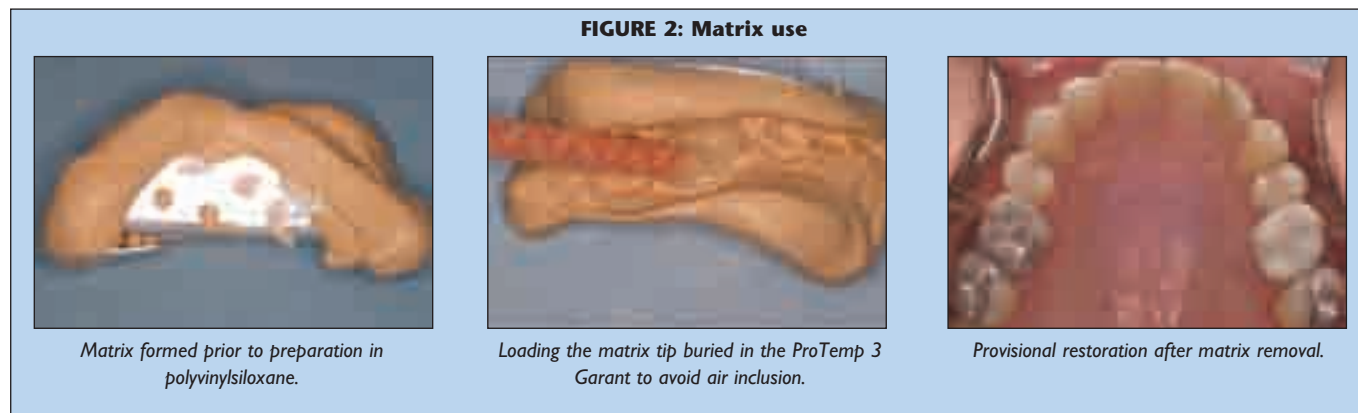 FIGURE 2: Matrix use
Matrix formed prior to preparation in
polyvinylsiloxane.
Loading the matrix tip buried in the ProTemp 3
Garant to avoid air inclusion.
Provisional restoration after matrix removal.